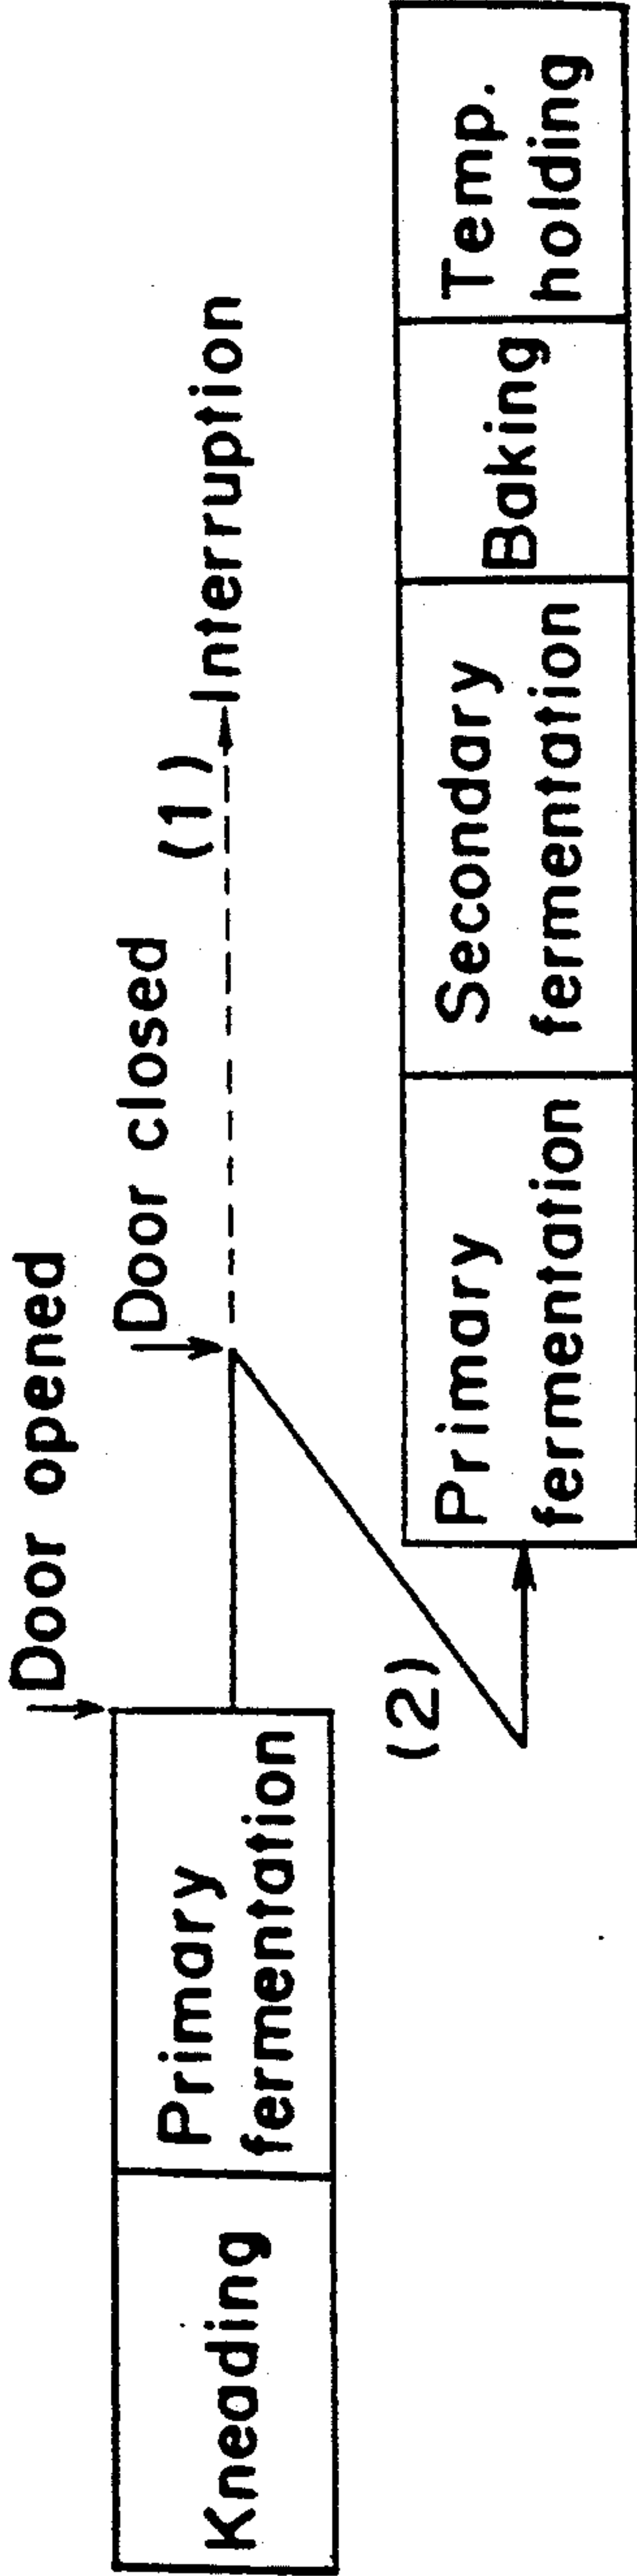 Door opened
Door closed
(1)
Interruption
Kneading
Primary
fermentation
(2)
Primary
fermentation
Secondary
fermentation
Baking
Temp.
holding